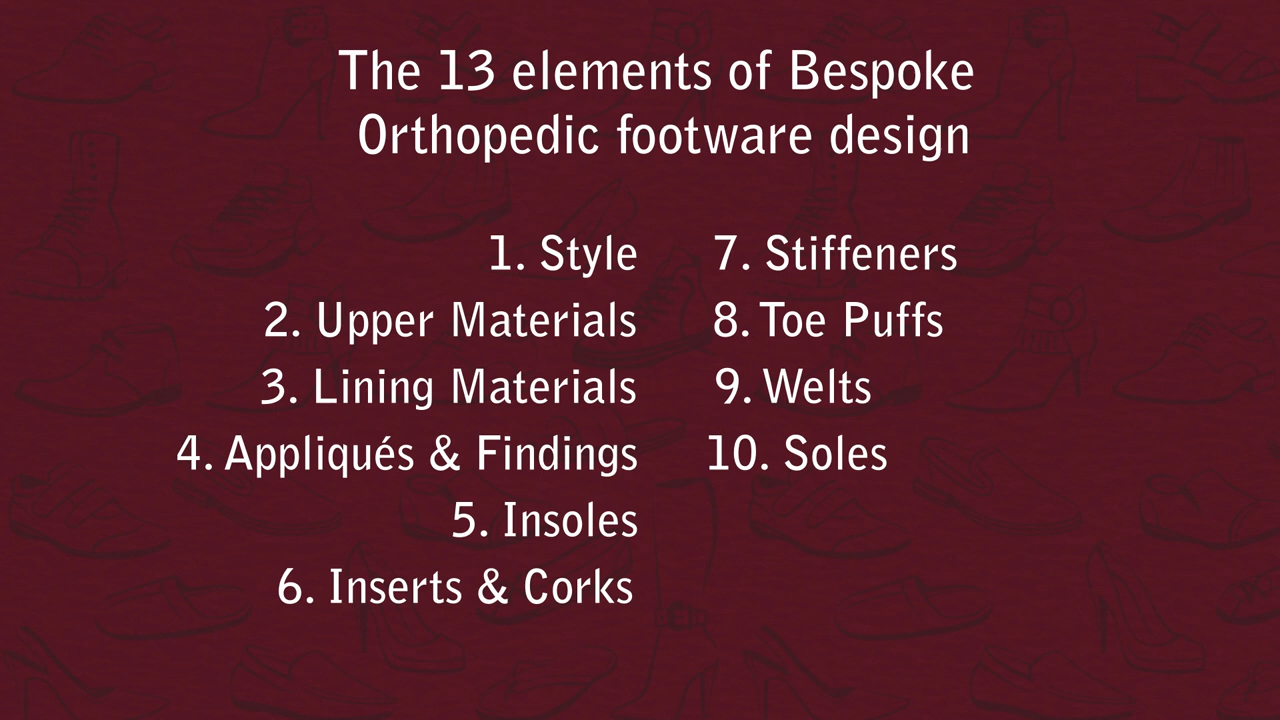 The 13 elements of Bespoke
Orthopedic footware design
1. Style
2. Upper Materials
3. Lining Materials
4. Appliqués & Findings
5. Insoles
6. Inserts & Corks
7. Stiffeners
8. Toe Puffs
9. Welts
10. Soles